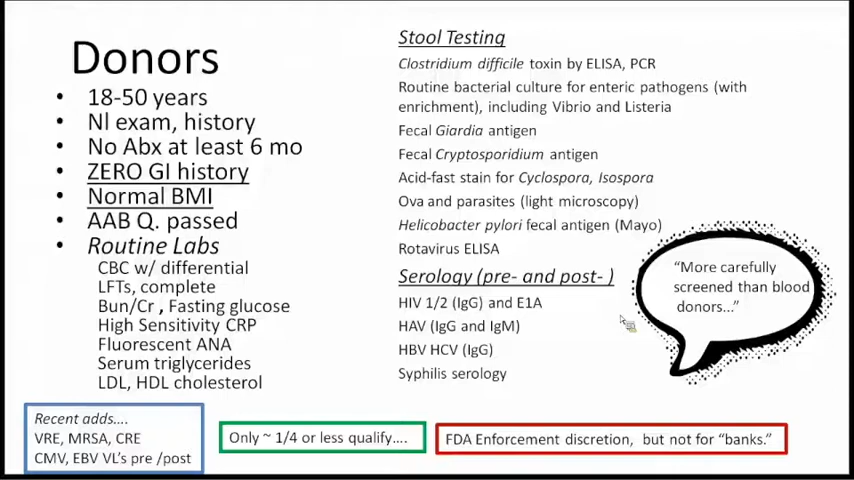 Donors
• 18-50 years
• Nl exam, history
• No Abx at least 6 mo
• ZERO GI history
• Normal BMI
• AAB Q. passed
• Routine Labs
CBC w/ differential
LFTs, complete
Bun/Cr , Fasting glucose
High Sensitivity CRP
Fluorescent ANA
Serum triglycerides
LDL, HDL cholesterol
Stool Testing
Clostridium difficile toxin by ELISA, PCR
Routine bacterial culture for enteric pathogens (with
enrichment), including Vibrio and Listeria
Fecal Giardia antigen
Fecal Cryptosporidium antigen
Acid-fast stain for Cyclospora, Isospora
Ova and parasites (light microscopy)
Helicobacter pylori fecal antigen (Mayo)
Rotavirus ELISA
Serology (pre- and post- )
HIV 1/2 (IgG) and E1A
HAV (IgG and IgM)
HBV HCV (IgG)
Syphilis serology
“More carefully
screened than blood
donors…”
Recent adds….
VRE, MRSA, CRE
CMV, EBV VL’s pre /post
Only ~ 1/4 or less qualify….
FDA Enforcement discretion, but not for “banks.”